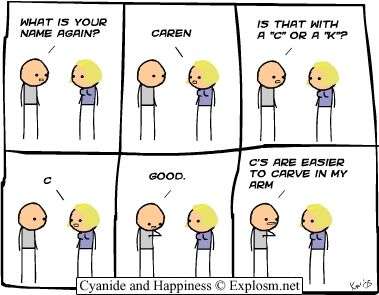 WHAT IS YOUR
NAME AGAIN?
CAREN
IS THAT WITH
A "C" OR A "K"?
C
GOOD.
C'S ARE EASIER
TO CARVE IN MY
ARM
Cyanide and Happiness © Explosm.net